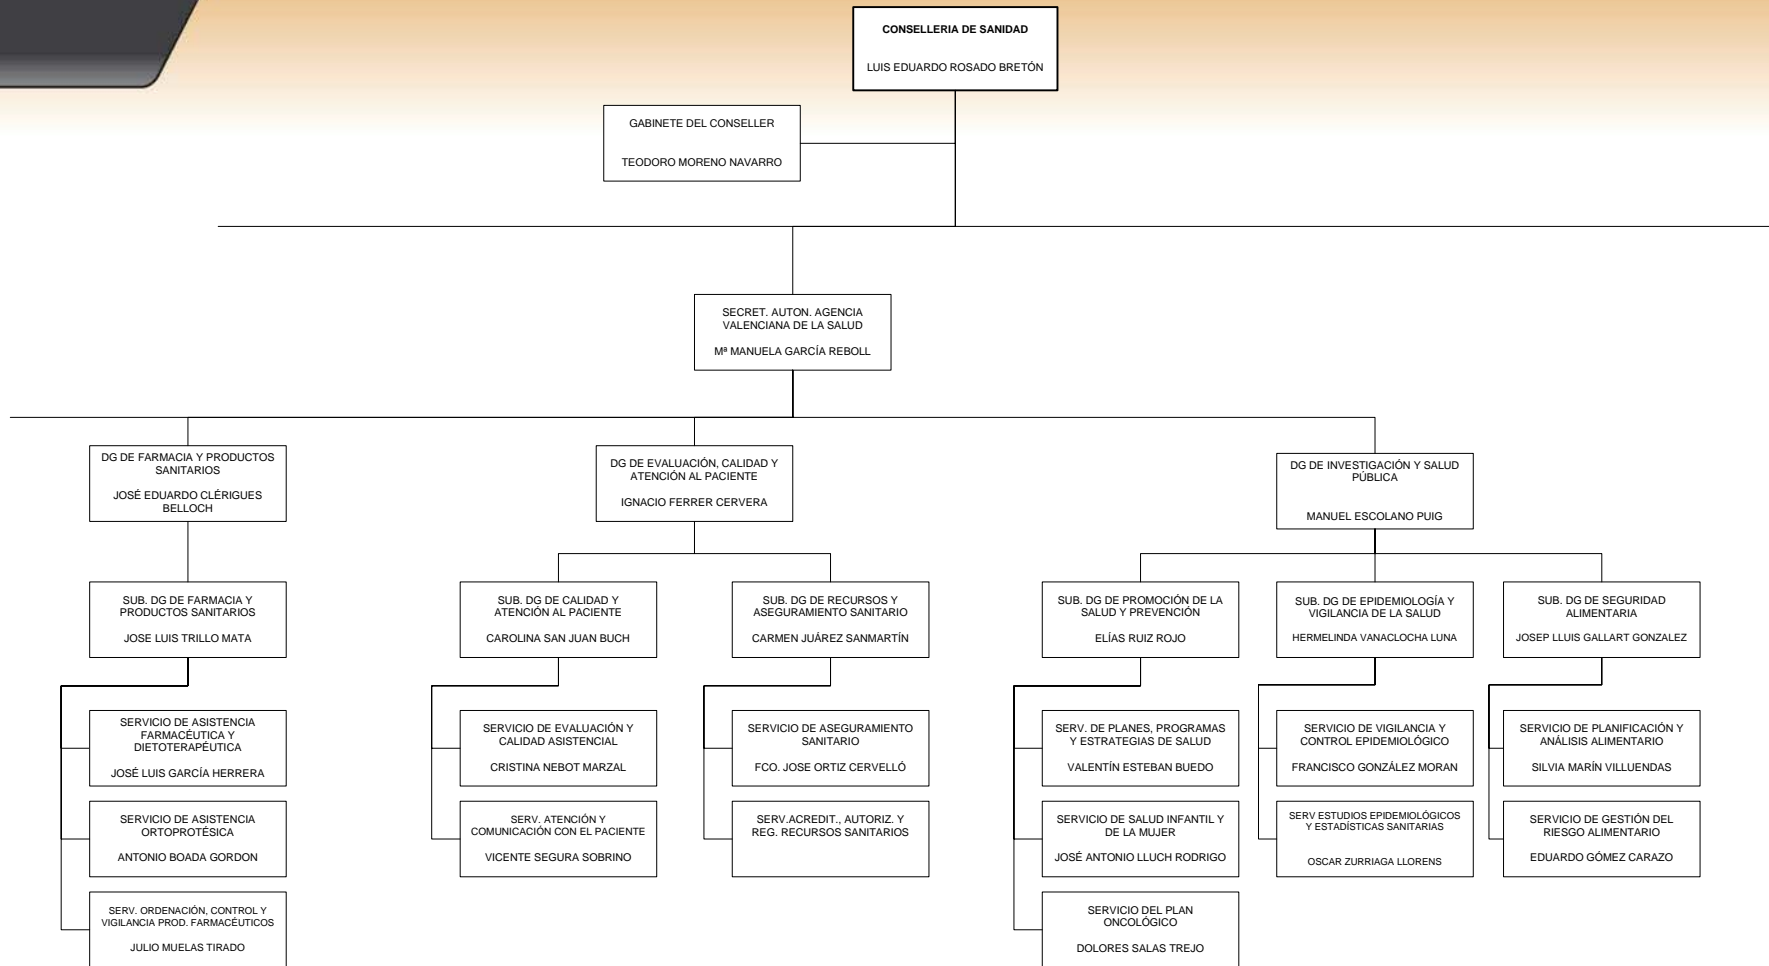 CONSELLERIA DE SANIDAD
LUIS EDUARDO ROSADO BRETÓN
GABINETE DEL CONSELLER
TEODORO MORENO NAVARRO
SECRET. AUTON. AGENCIA
VALENCIANA DE LA SALUD
Mª MANUELA GARCÍA REBOLL
DG DE FARMACIA Y PRODUCTOS
SANITARIOS
JOSÉ EDUARDO CLÉRIGUES
BELLOCH
DG DE EVALUACIÓN, CALIDAD Y
ATENCIÓN AL PACIENTE
IGNACIO FERRER CERVERA
DG DE INVESTIGACIÓN Y SALUD
PÚBLICA
MANUEL ESCOLANO PUIG
SUB. DG DE FARMACIA Y
PRODUCTOS SANITARIOS
JOSE LUIS TRILLO MATA
SUB. DG DE CALIDAD Y
ATENCIÓN AL PACIENTE
CAROLINA SAN JUAN BUCH
SUB. DG DE RECURSOS Y
ASEGURAMIENTO SANITARIO
CARMEN JUÁREZ SANMARTÍN
SUB. DG DE PROMOCIÓN DE LA
SALUD Y PREVENCIÓN
ELÍAS RUIZ ROJO
SUB. DG DE EPIDEMIOLOGÍA Y
VIGILANCIA DE LA SALUD
HERMELINDA VANACLOCHA LUNA
SUB. DG DE SEGURIDAD
ALIMENTARIA
JOSEP LLUIS GALLART GONZALEZ
SERVICIO DE ASISTENCIA
FARMACÉUTICA Y
DIETOTERAPÉUTICA
JOSÉ LUIS GARCÍA HERRERA
SERVICIO DE EVALUACIÓN Y
CALIDAD ASISTENCIAL
CRISTINA NEBOT MARZAL
SERVICIO DE ASEGURAMIENTO
SANITARIO
FCO. JOSE ORTIZ CERVELLÓ
SERV. DE PLANES, PROGRAMAS
Y ESTRATEGIAS DE SALUD
VALENTÍN ESTEBAN BUEDO
SERVICIO DE VIGILANCIA Y
CONTROL EPIDEMIOLÓGICO
FRANCISCO GONZÁLEZ MORAN
SERVICIO DE PLANIFICACIÓN Y
ANÁLISIS ALIMENTARIO
SILVIA MARÍN VILLUENDAS
SERVICIO DE ASISTENCIA
ORTOPROTÉSICA
ANTONIO BOADA GORDON
SERV. ATENCIÓN Y
COMUNICACIÓN CON EL PACIENTE
VICENTE SEGURA SOBRINO
SERV.ACREDIT., AUTORIZ. Y
REG. RECURSOS SANITARIOS
SERVICIO DE SALUD INFANTIL Y
DE LA MUJER
JOSÉ ANTONIO LLUCH RODRIGO
SERV ESTUDIOS EPIDEMIOLÓGICOS
Y ESTADÍSTICAS SANITARIAS
OSCAR ZURRIAGA LLORENS
SERVICIO DE GESTIÓN DEL
RIESGO ALIMENTARIO
EDUARDO GÓMEZ CARAZO
SERV. ORDENACIÓN, CONTROL Y
VIGILANCIA PROD. FARMACÉUTICOS
JULIO MUELAS TIRADO
SERVICIO DEL PLAN
ONCOLÓGICO
DOLORES SALAS TREJO